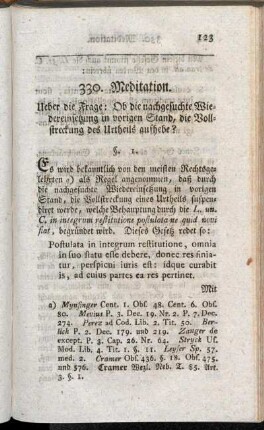 123
330. Meditation.
Ueber die Frage: Ob die nachgesuchte Wie-
dereinsetzung in vorigen Stand, die Voll-
streckung des Urtheils aufhebe?
§. 1.
Es wird bekanntlich von den meisten Rechtsge-
lehrten a) als Regel angenommen, daß durch
die nachgesuchte Wiedereinsetzung in vorigen
Stand, die Vollstreckung eines Urtheils suspen-
dirt werde, welche Behauptung durch die L. un.
C. in integrum restitutione postulata ne quid novi
fiat, begründet wird. Dieses Gesetz redet so:
Postulata in integrum restitutione, omnia
in suo statu esse debere, donec res finia-
tur, perspicui iuris est: idque curabit
is, ad cuius partes ea res pertinet.
Mit
a) Mynsinger Cent. 1. Obs. 48. Cent. 6. Obs.
80. Mevius P. 3. Dec. 19. Nr. 2. P. 7. Dec.
274. Perez ad Cod. Lib. 2. Tit. 50. Ber-
lich P. 2. Dec. 179. und 219. Zanger de
except. P. 3. Cap. 26. Nr. 64. Stryck Us.
Mod. Lib. 4. Tit. 1. §. 11. Leyser Sp. 57.
med. 2. Cramer Obs. 436. §. 18. Obs. 475.
und 876. Cramer Wezl. Neb. T. 85. Art.
3. §. 1.